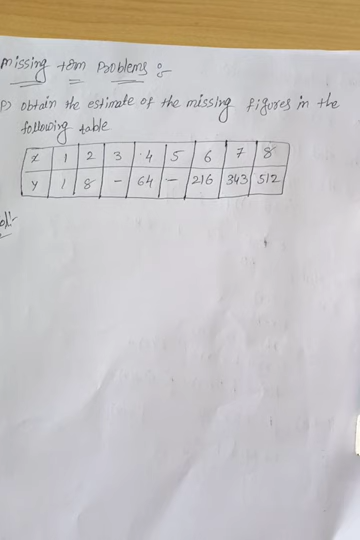 Missing term Problems :-
P) obtain the estimate of the missing figures in the
following table
x 1 2 3 4 5 6 7 8
y 1 8 - 64 - 216 343 512
ol:-